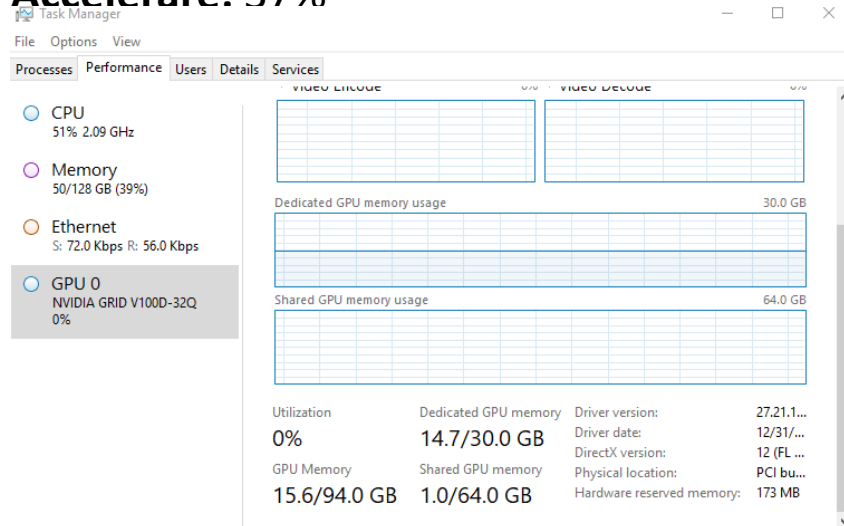 Accelerare: 57%
Task Manager
File Options View
Processes Performance Users Details Services
CPU
51% 2.09 GHz
Memory
50/128 GB (39%)
Ethernet
S: 72.0 Kbps R: 56.0 Kbps
GPU 0
NVIDIA GRID V100D-32Q
0%
Video Encode 0% Video Decode 0%
Dedicated GPU memory usage 30.0 GB
Shared GPU memory usage 64.0 GB
Utilization
0%
Dedicated GPU memory
14.7/30.0 GB
GPU Memory
15.6/94.0 GB
Shared GPU memory
1.0/64.0 GB
Driver version: 27.21.1...
Driver date: 12/31/...
DirectX version: 12 (FL ...
Physical location: PCI bu...
Hardware reserved memory: 173 MB